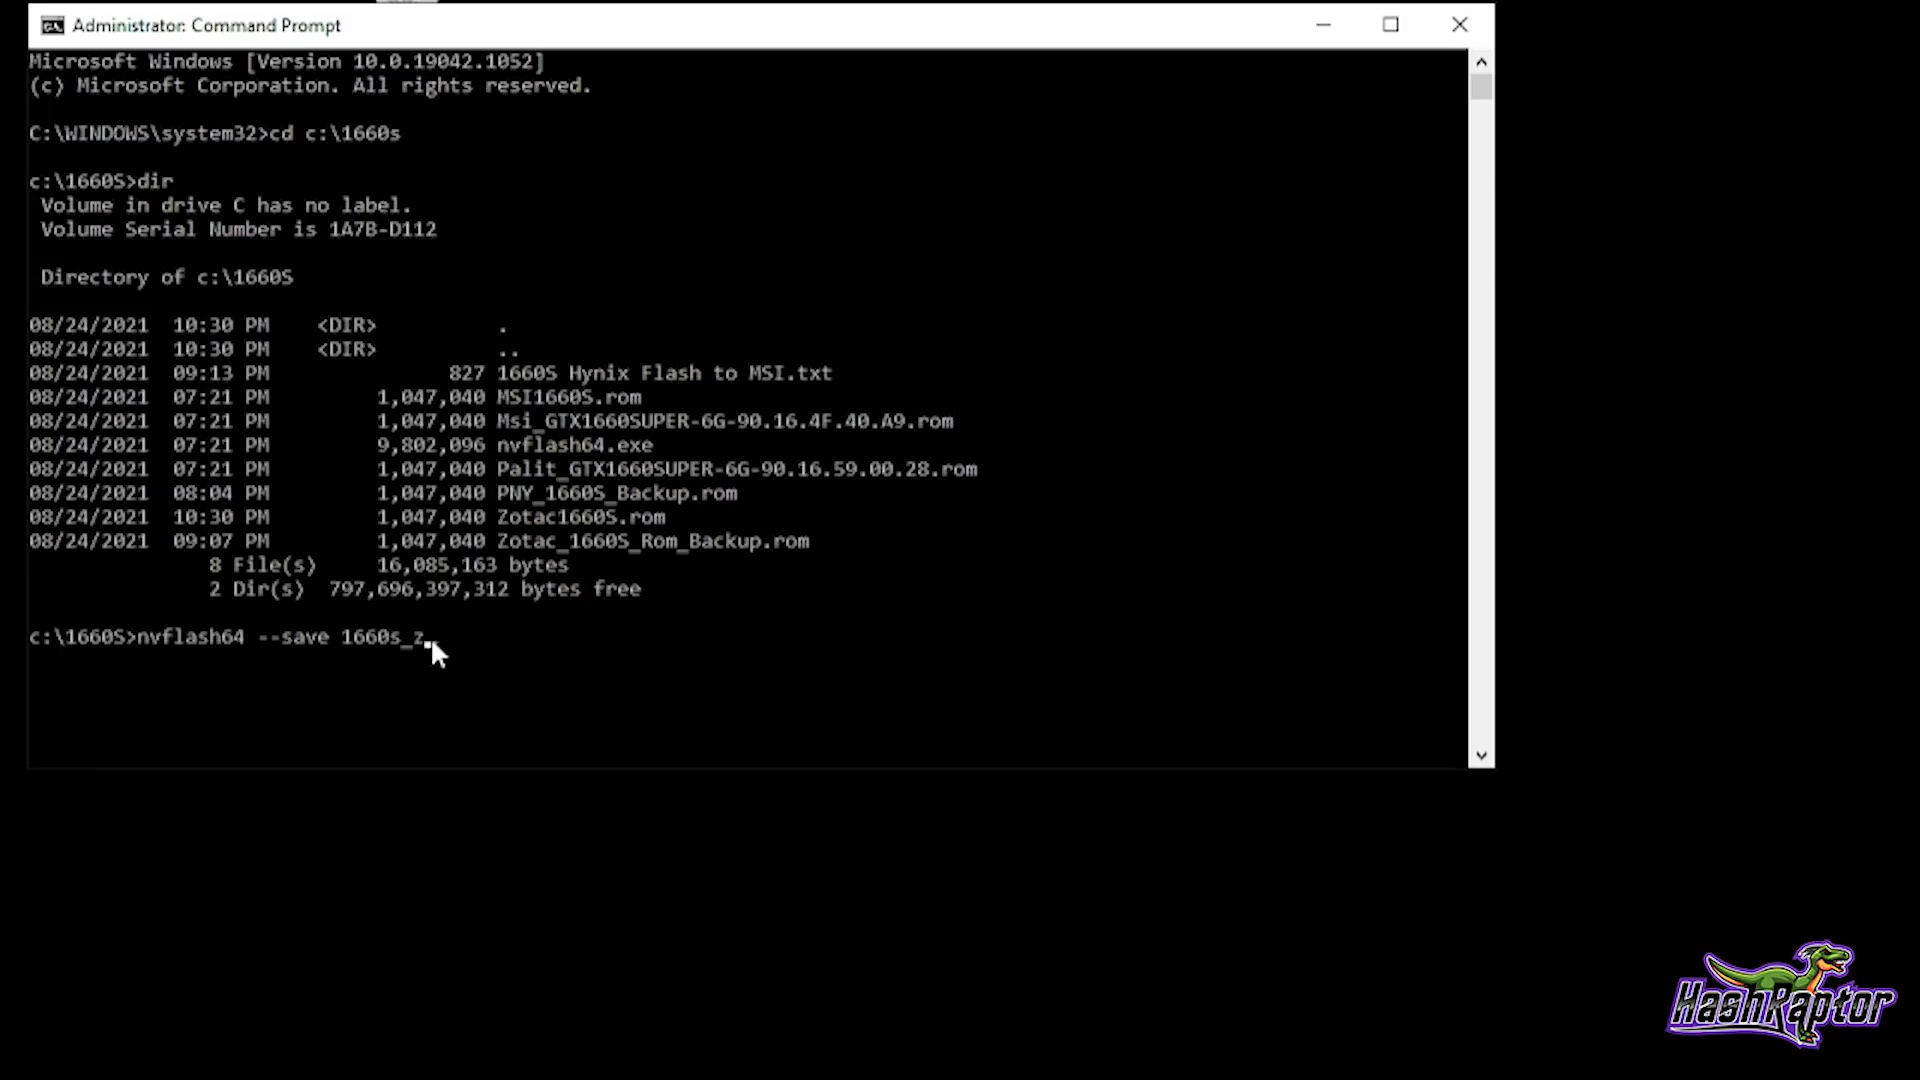 Administrator: Command Prompt
Microsoft Windows [Version 10.0.19042.1052]
(c) Microsoft Corporation. All rights reserved.
C:\WINDOWS\system32>cd c:\1660s
c:\1660S>dir
Volume in drive C has no label.
Volume Serial Number is 1A7B-D112
Directory of c:\1660S
08/24/2021  10:30 PM    <DIR>          .
08/24/2021  10:30 PM    <DIR>          ..
08/24/2021  09:13 PM               827 1660S Hynix Flash to MSI.txt
08/24/2021  07:21 PM         1,047,040 MSI1660S.rom
08/24/2021  07:21 PM         1,047,040 Msi_GTX1660SUPER-6G-90.16.4F.40.A9.rom
08/24/2021  07:21 PM         9,802,096 nvflash64.exe
08/24/2021  07:21 PM         1,047,040 Palit_GTX1660SUPER-6G-90.16.59.00.28.rom
08/24/2021  08:04 PM         1,047,040 PNY_1660S_Backup.rom
08/24/2021  10:30 PM         1,047,040 Zotac1660S.rom
08/24/2021  09:07 PM         1,047,040 Zotac_1660S_Rom_Backup.rom
8 File(s)     16,085,163 bytes
2 Dir(s)  797,696,397,312 bytes free
c:\1660S>nvflash64 --save 1660s_z
HashRaptor